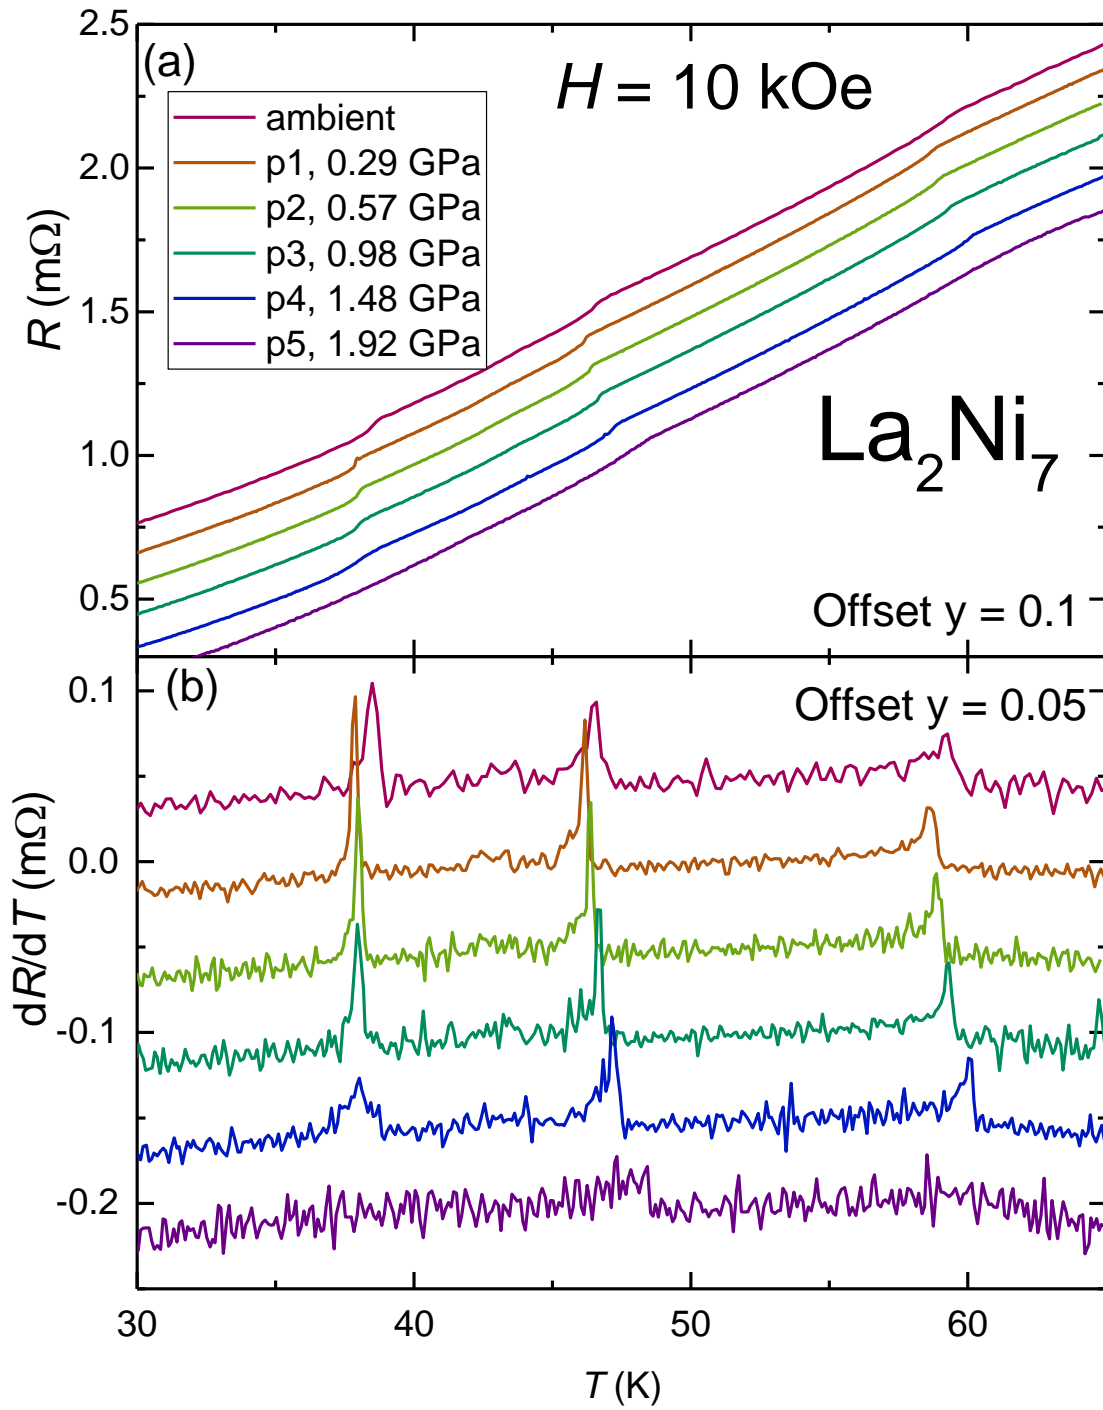 (a)
H = 10 kOe
ambient
p1, 0.29 GPa
p2, 0.57 GPa
p3, 0.98 GPa
p4, 1.48 GPa
p5, 1.92 GPa
La₂Ni₇
Offset y = 0.1
2.5
2.0
1.5
1.0
0.5
R (mΩ)
(b)
Offset y = 0.05
0.1
0.0
-0.1
-0.2
dR/dT (mΩ)
30
40
50
60
T (K)